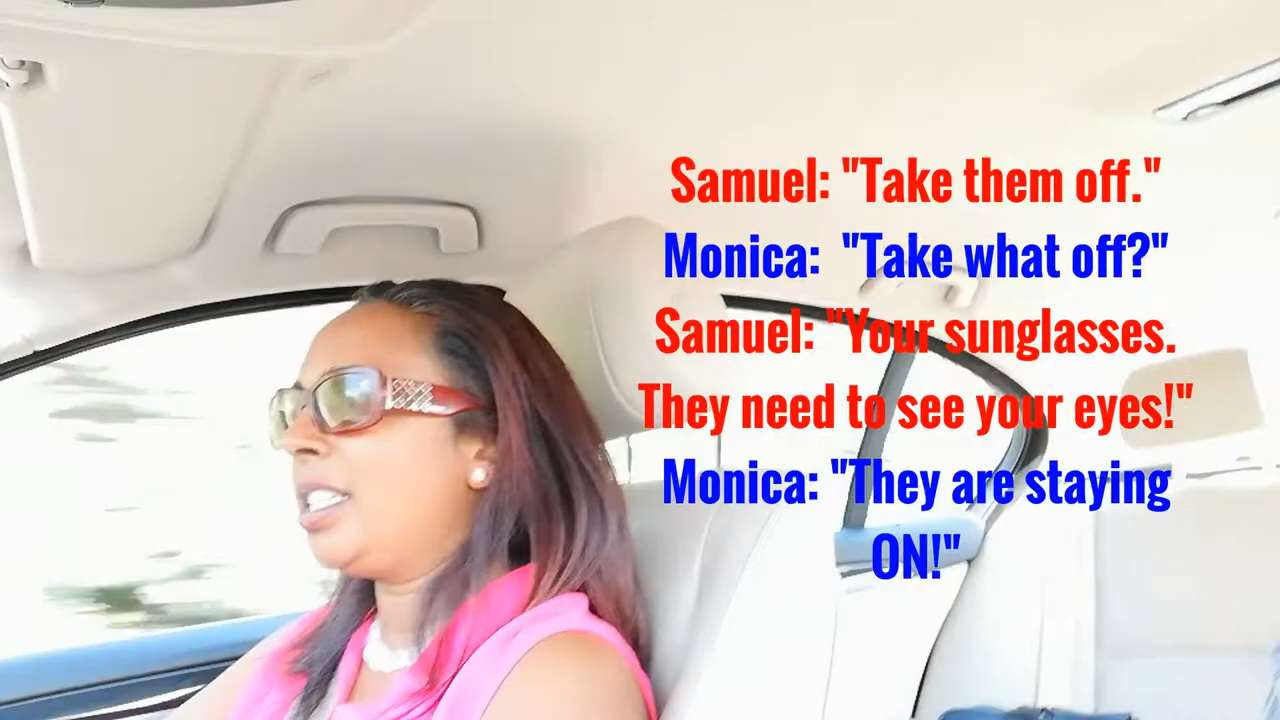 Samuel: "Take them off."
Monica:  "Take what off?"
Samuel: "Your sunglasses.
They need to see your eyes!"
Monica: "They are staying
ON!"